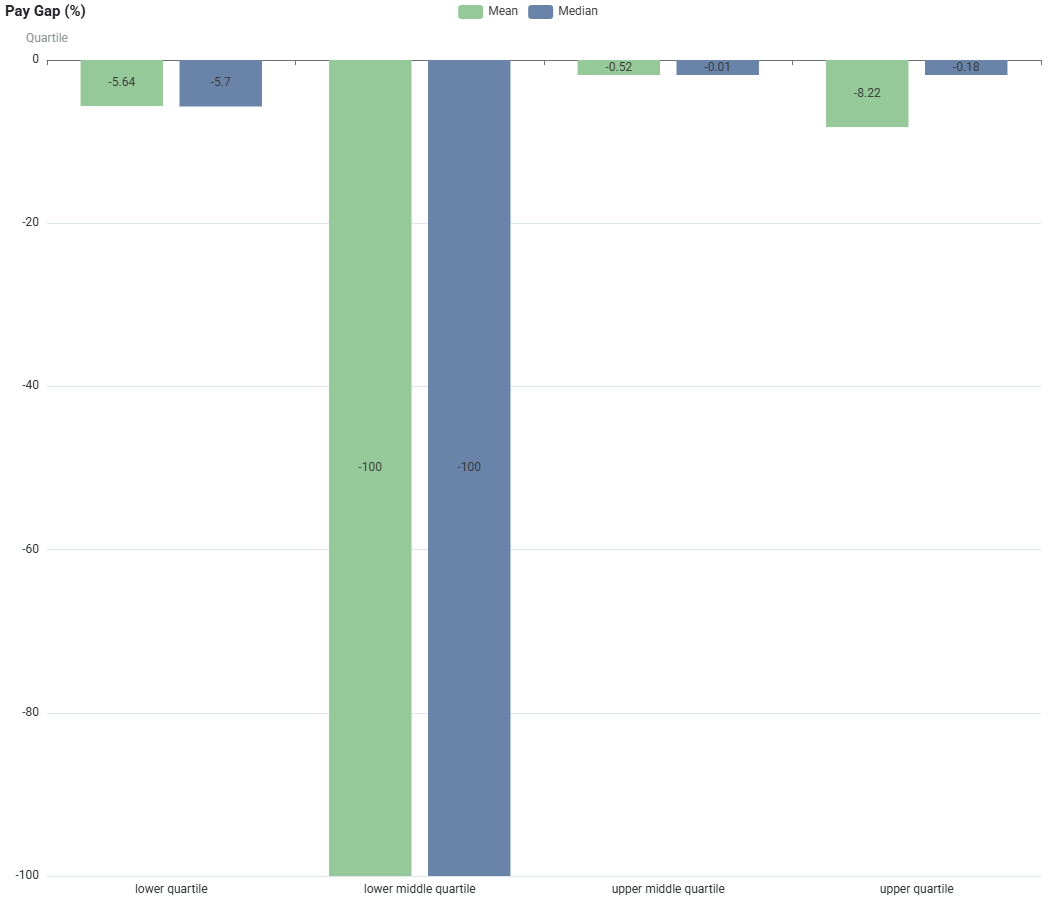 Pay Gap (%)
Mean
Median
Quartile
0
-5.64
-5.7
-0.52
-0.01
-8.22
-0.18
-20
-40
-100
-100
-60
-80
-100
lower quartile
lower middle quartile
upper middle quartile
upper quartile